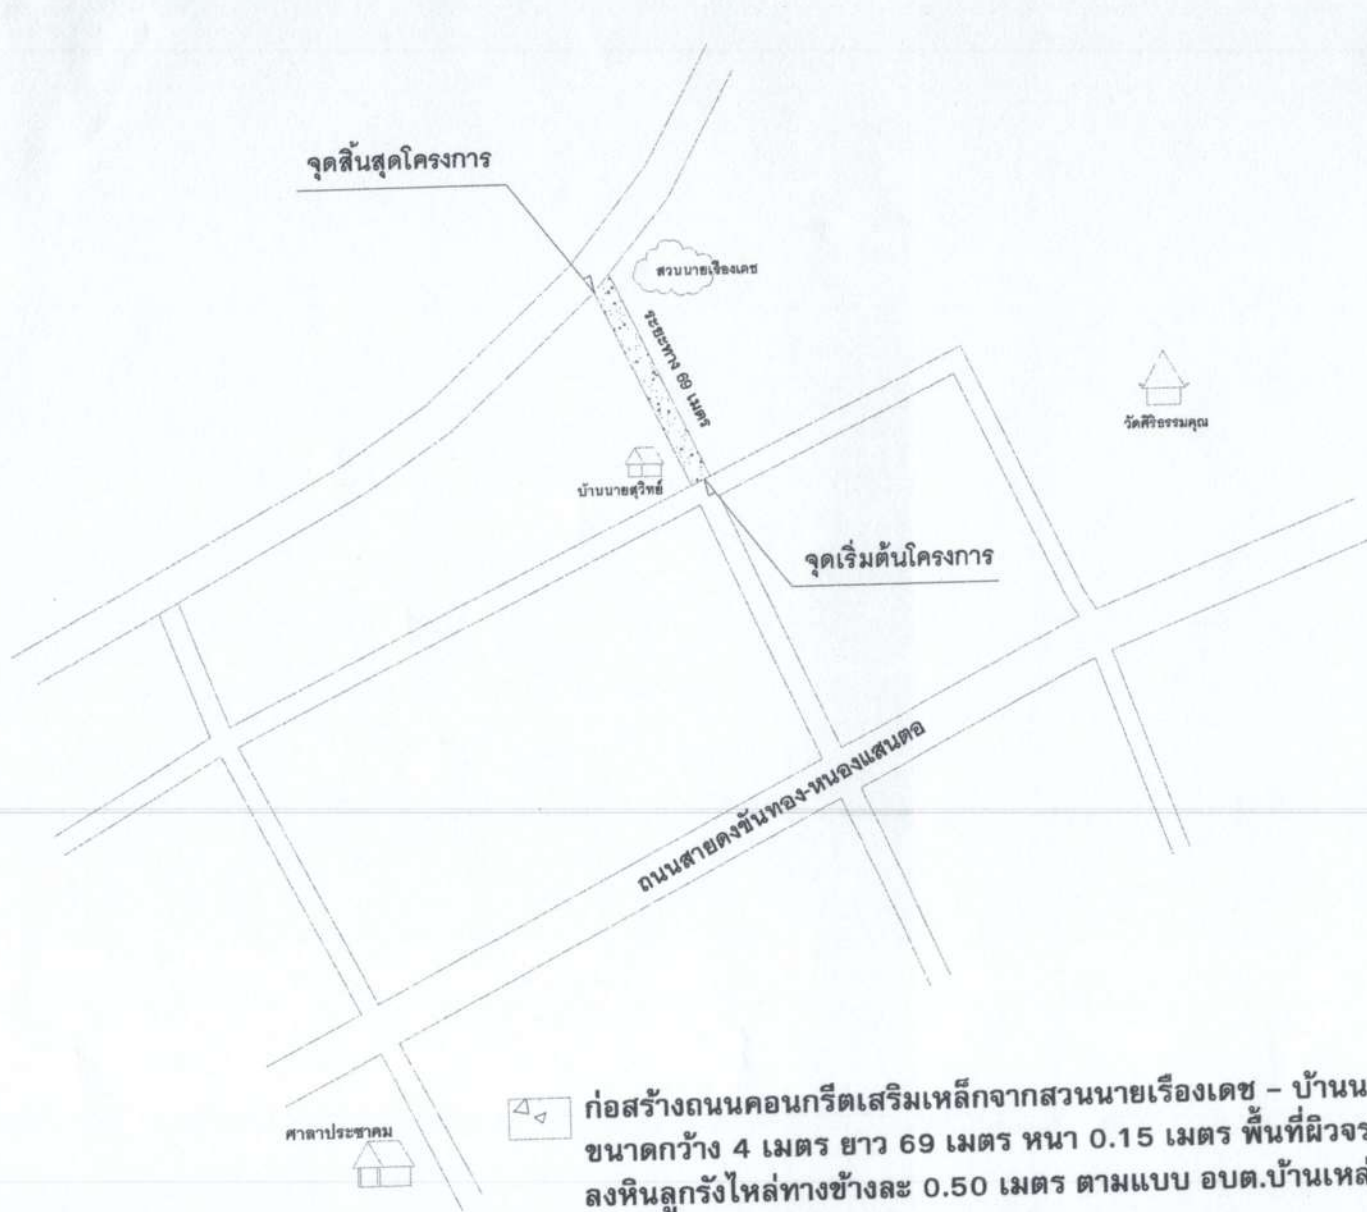 จุดสิ้นสุดโครงการ
สวนนายเรืองเดช
ระยะทาง 69 เมตร
วัดศิริธรรมคุณ
บ้านนายสุวิทย์
จุดเริ่มต้นโครงการ
ถนนสายดงขันทอง-หนองแสนตอ
ศาลาประชาคม
ก่อสร้างถนนคอนกรีตเสริมเหล็กจากสวนนายเรืองเดช – บ้านน
ขนาดกว้าง 4 เมตร ยาว 69 เมตร หนา 0.15 เมตร พื้นที่ผิวจร
ลงหินลูกรังไหล่ทางข้างละ 0.50 เมตร ตามแบบ อบต.บ้านเหล